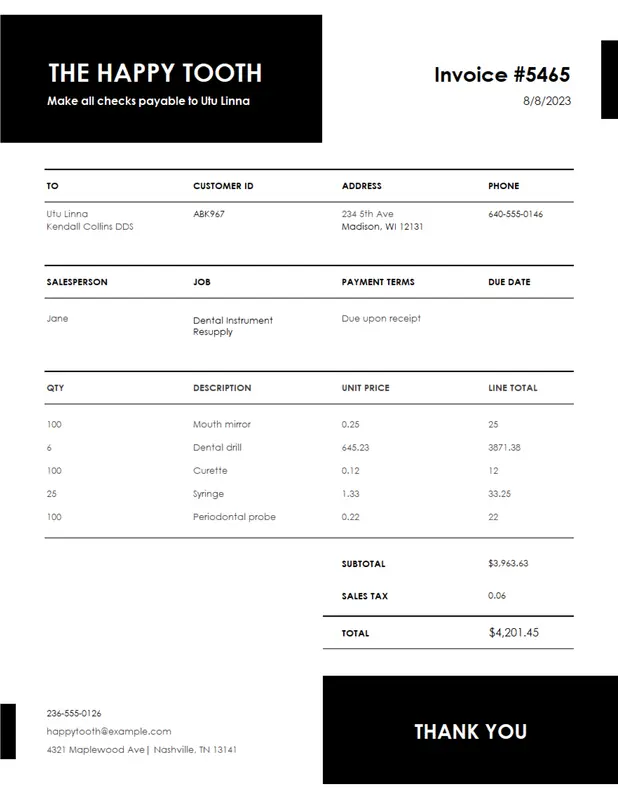 THE HAPPY TOOTH
Make all checks payable to Utu Linna
Invoice #5465
8/8/2023
TO CUSTOMER ID ADDRESS PHONE
Utu Linna ABK967 234 5th Ave 640-555-0146
Kendall Collins DDS Madison, WI 12131
SALESPERSON JOB PAYMENT TERMS DUE DATE
Jane Dental Instrument Due upon receipt
Resupply
QTY DESCRIPTION UNIT PRICE LINE TOTAL
100 Mouth mirror 0.25 25
6 Dental drill 645.23 3871.38
100 Curette 0.12 12
25 Syringe 1.33 33.25
100 Periodontal probe 0.22 22
SUBTOTAL $3,963.63
SALES TAX 0.06
TOTAL $4,201.45
236-555-0126
happytooth@example.com
4321 Maplewood Ave| Nashville, TN 13141
THANK YOU